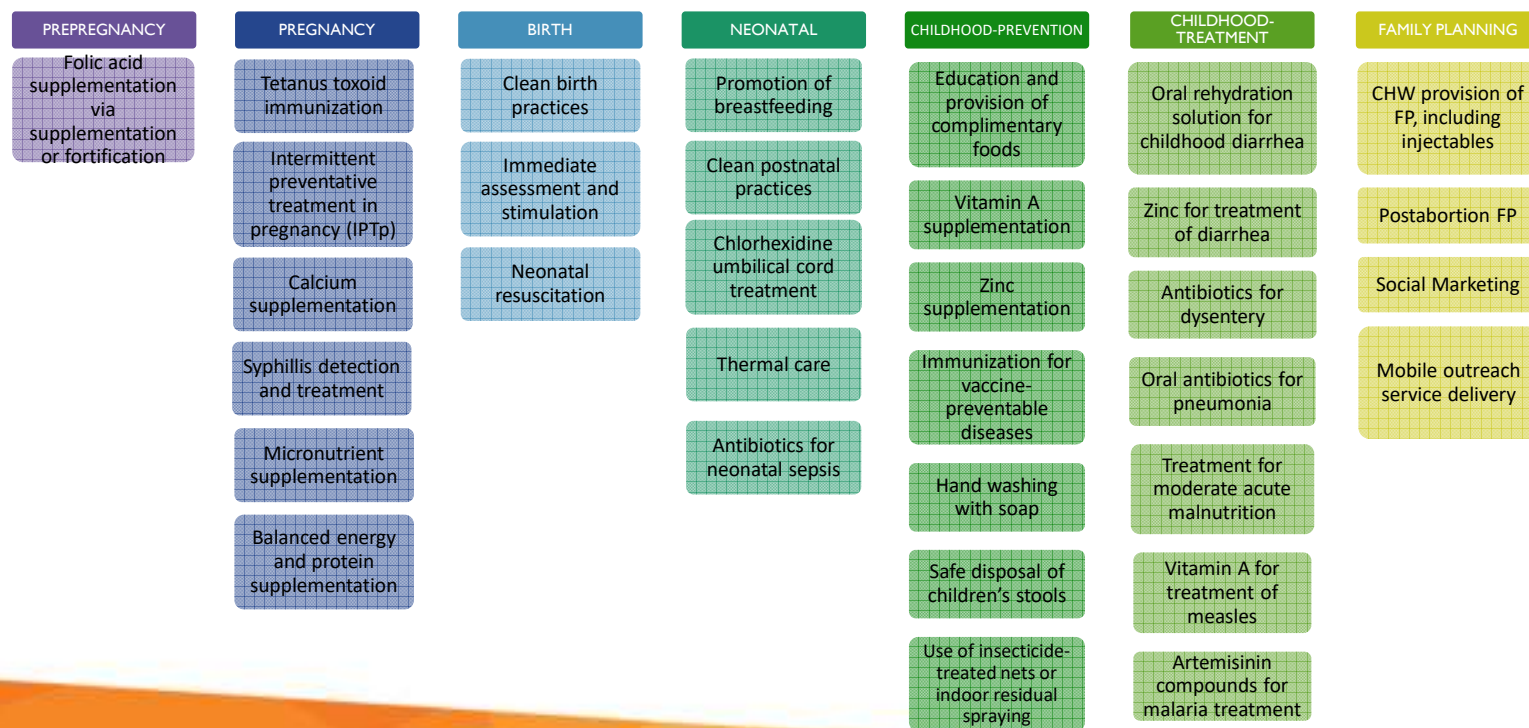 PREPREGNANCY
Folic acid
supplementation
via
supplementation
or fortification
PREGNANCY
Tetanus toxoid
immunization
Intermittent
preventative
treatment in
pregnancy (IPTp)
Calcium
supplementation
Syphillis detection
and treatment
Micronutrient
supplementation
Balanced energy
and protein
supplementation
BIRTH
Clean birth
practices
Immediate
assessment and
stimulation
Neonatal
resuscitation
NEONATAL
Promotion of
breastfeeding
Clean postnatal
practices
Chlorhexidine
umbilical cord
treatment
Thermal care
Antibiotics for
neonatal sepsis
CHILDHOOD-PREVENTION
Education and
provision of
complimentary
foods
Vitamin A
supplementation
Zinc
supplementation
Immunization for
vaccine-
preventable
diseases
Hand washing
with soap
Safe disposal of
children’s stools
Use of insecticide-
treated nets or
indoor residual
spraying
CHILDHOOD-
TREATMENT
Oral rehydration
solution for
childhood diarrhea
Zinc for treatment
of diarrhea
Antibiotics for
dysentery
Oral antibiotics for
pneumonia
Treatment for
moderate acute
malnutrition
Vitamin A for
treatment of
measles
Artemisinin
compounds for
malaria treatment
FAMILY PLANNING
CHW provision of
FP, including
injectables
Postabortion FP
Social Marketing
Mobile outreach
service delivery